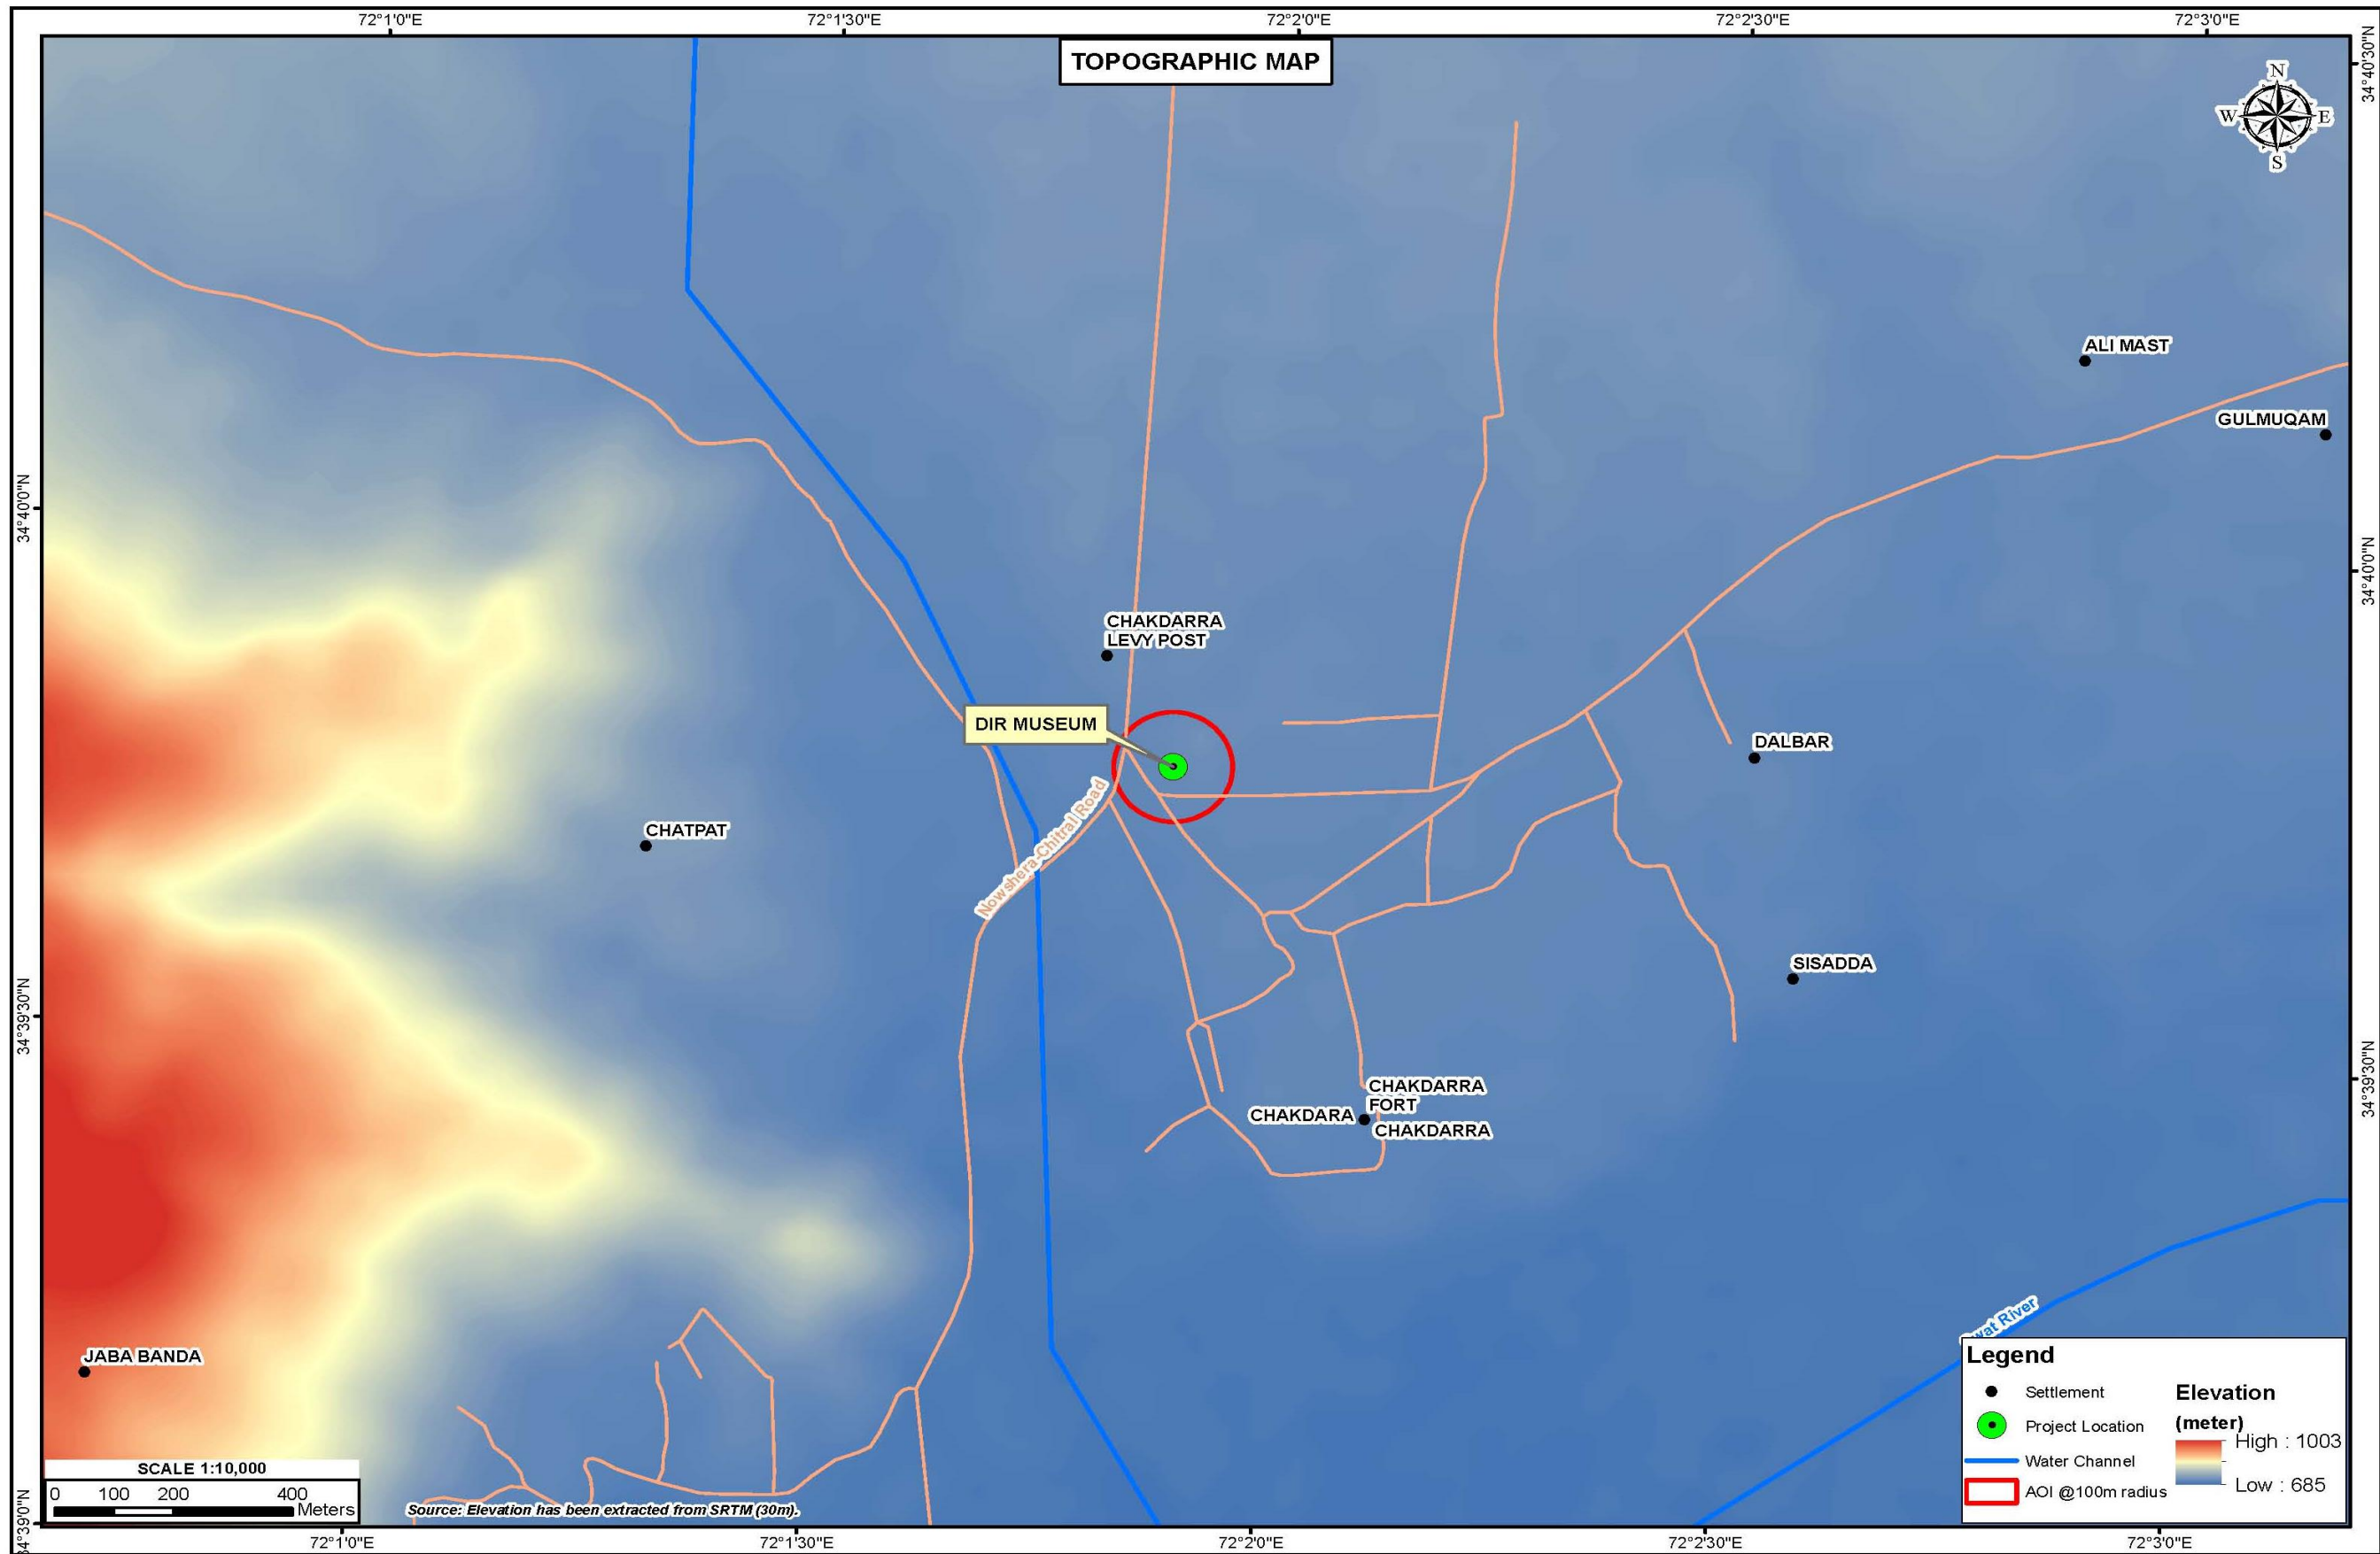 72°1'0"E
72°1'30"E
72°2'0"E
72°2'30"E
72°3'0"E
TOPOGRAPHIC MAP
34°40'30"N
N
W
E
S
ALI MAST
GULMUQAM
34°40'0"N
34°40'0"N
CHAKDARRA
LEVY POST
DIR MUSEUM
DALBAR
Nowshera-Chitral Road
CHATPAT
SISADDA
34°39'30"N
34°39'30"N
CHAKDARRA
FORT
CHAKDARA
CHAKDARRA
wat River
JABA BANDA
Legend
Settlement
Project Location
Water Channel
AOI @100m radius
Elevation
(meter)
High : 1003
Low : 685
SCALE 1:10,000
0 100 200 400
Meters
Source: Elevation has been extracted from SRTM (30m).
34°39'0"N
72°1'0"E
72°1'30"E
72°2'0"E
72°2'30"E
72°3'0"E